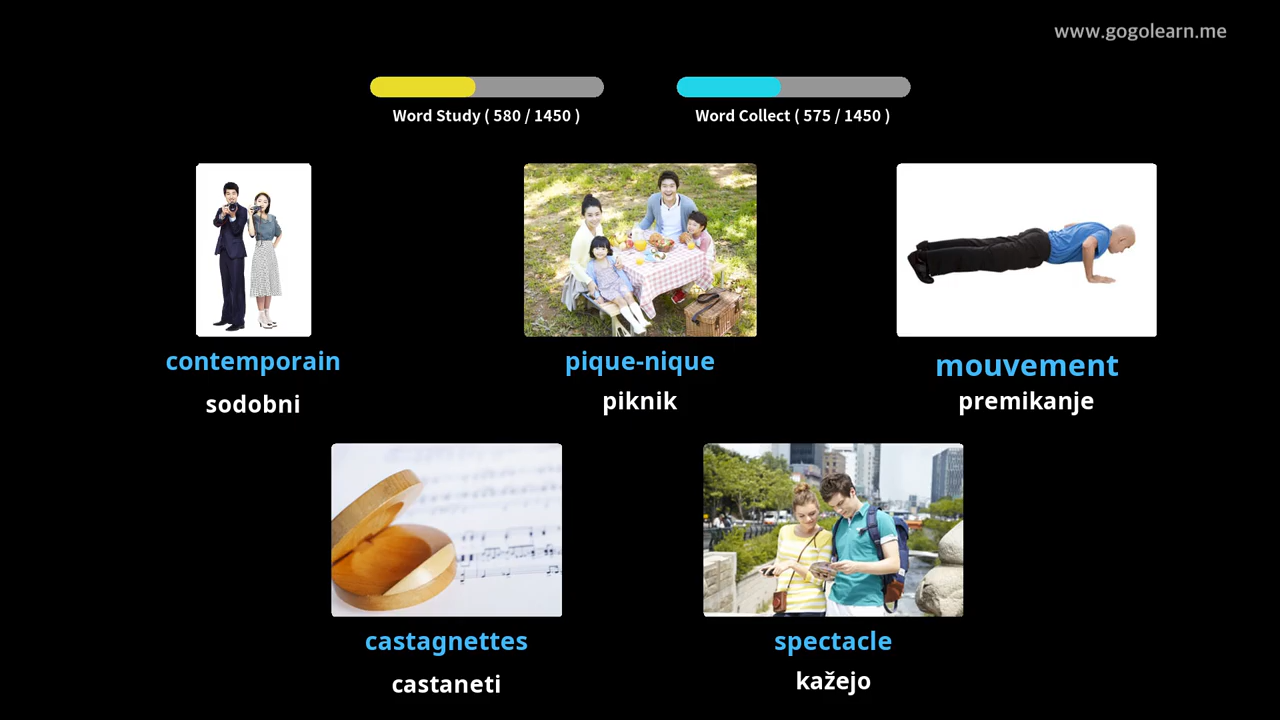 www.gogolearn.me
Word Study ( 580 / 1450 )
Word Collect ( 575 / 1450 )
contemporain
sodobni
pique-nique
piknik
mouvement
premikanje
castagnettes
castaneti
spectacle
kažejo